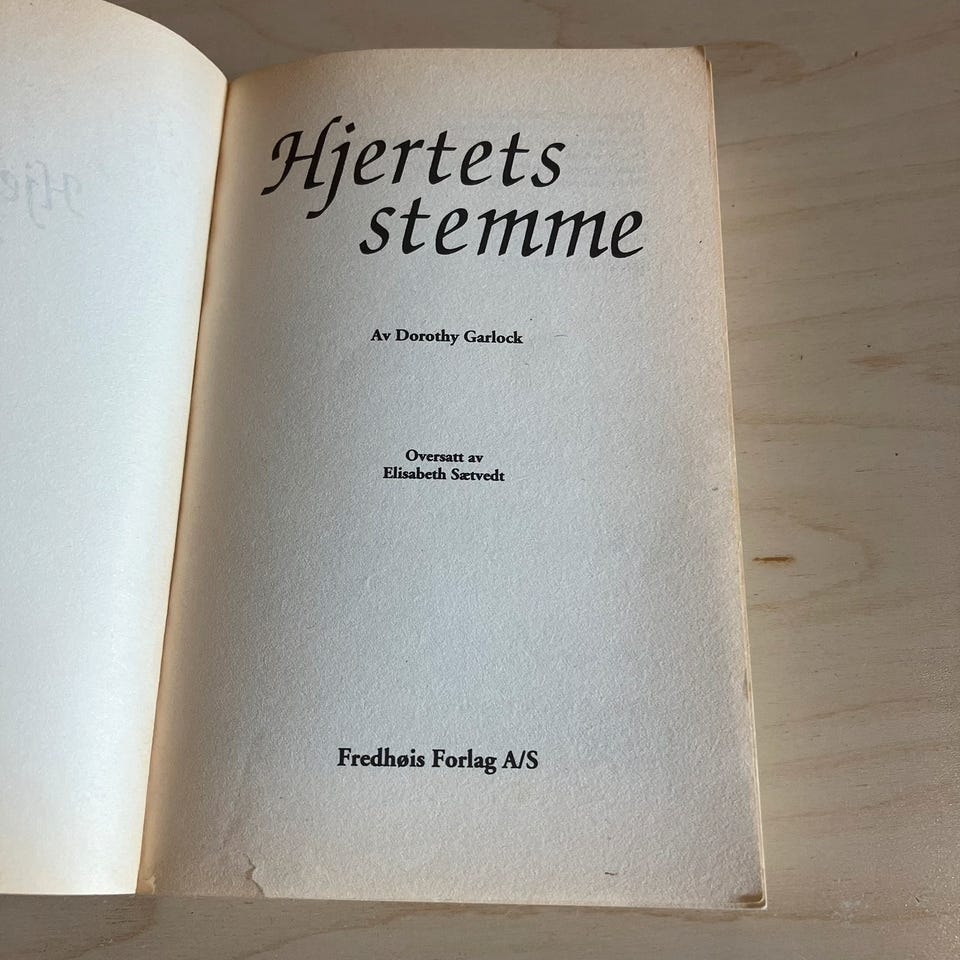 Hjertets
stemme
Av Dorothy Garlock
Oversatt av
Elisabeth Sætvedt
Fredhøis Forlag A/S